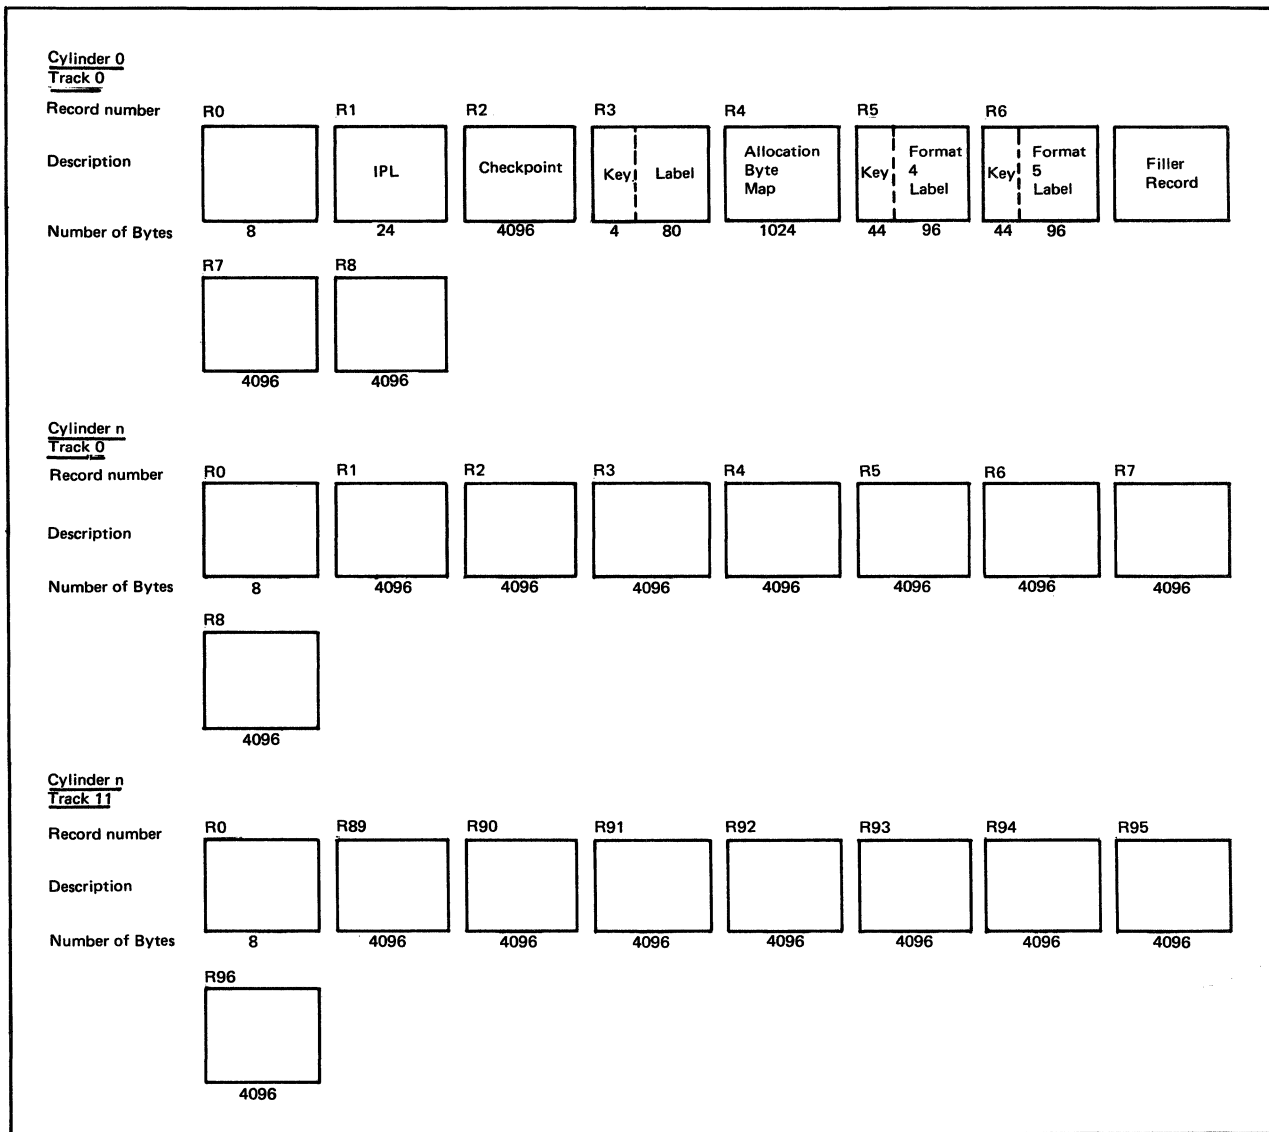 Cylinder 0
Track 0
Record number R0 R1 R2 R3 R4 R5 R6
Description IPL Checkpoint Key Label Allocation Byte Map Key Format 4 Label Key Format 5 Label Filler Record
Number of Bytes 8 24 4096 4 80 1024 44 96 44 96
R7 R8
4096 4096
Cylinder n
Track 0
Record number R0 R1 R2 R3 R4 R5 R6 R7
Description
Number of Bytes 8 4096 4096 4096 4096 4096 4096 4096
R8
4096
Cylinder n
Track 11
Record number R0 R89 R90 R91 R92 R93 R94 R95
Description
Number of Bytes 8 4096 4096 4096 4096 4096 4096 4096
R96
4096